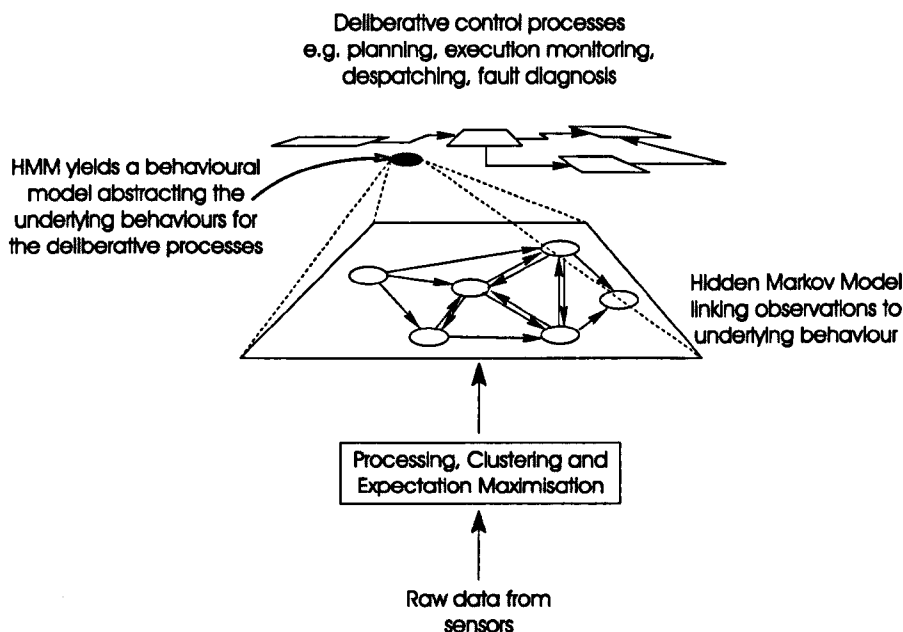 Deliberative control processes
e.g. planning, execution monitoring,
despatching, fault diagnosis
HMM yields a behavioural
model abstracting the
underlying behaviours for
the deliberative processes
Hidden Markov Model
linking observations to
underlying behaviour
Processing, Clustering and
Expectation Maximisation
Raw data from
sensors